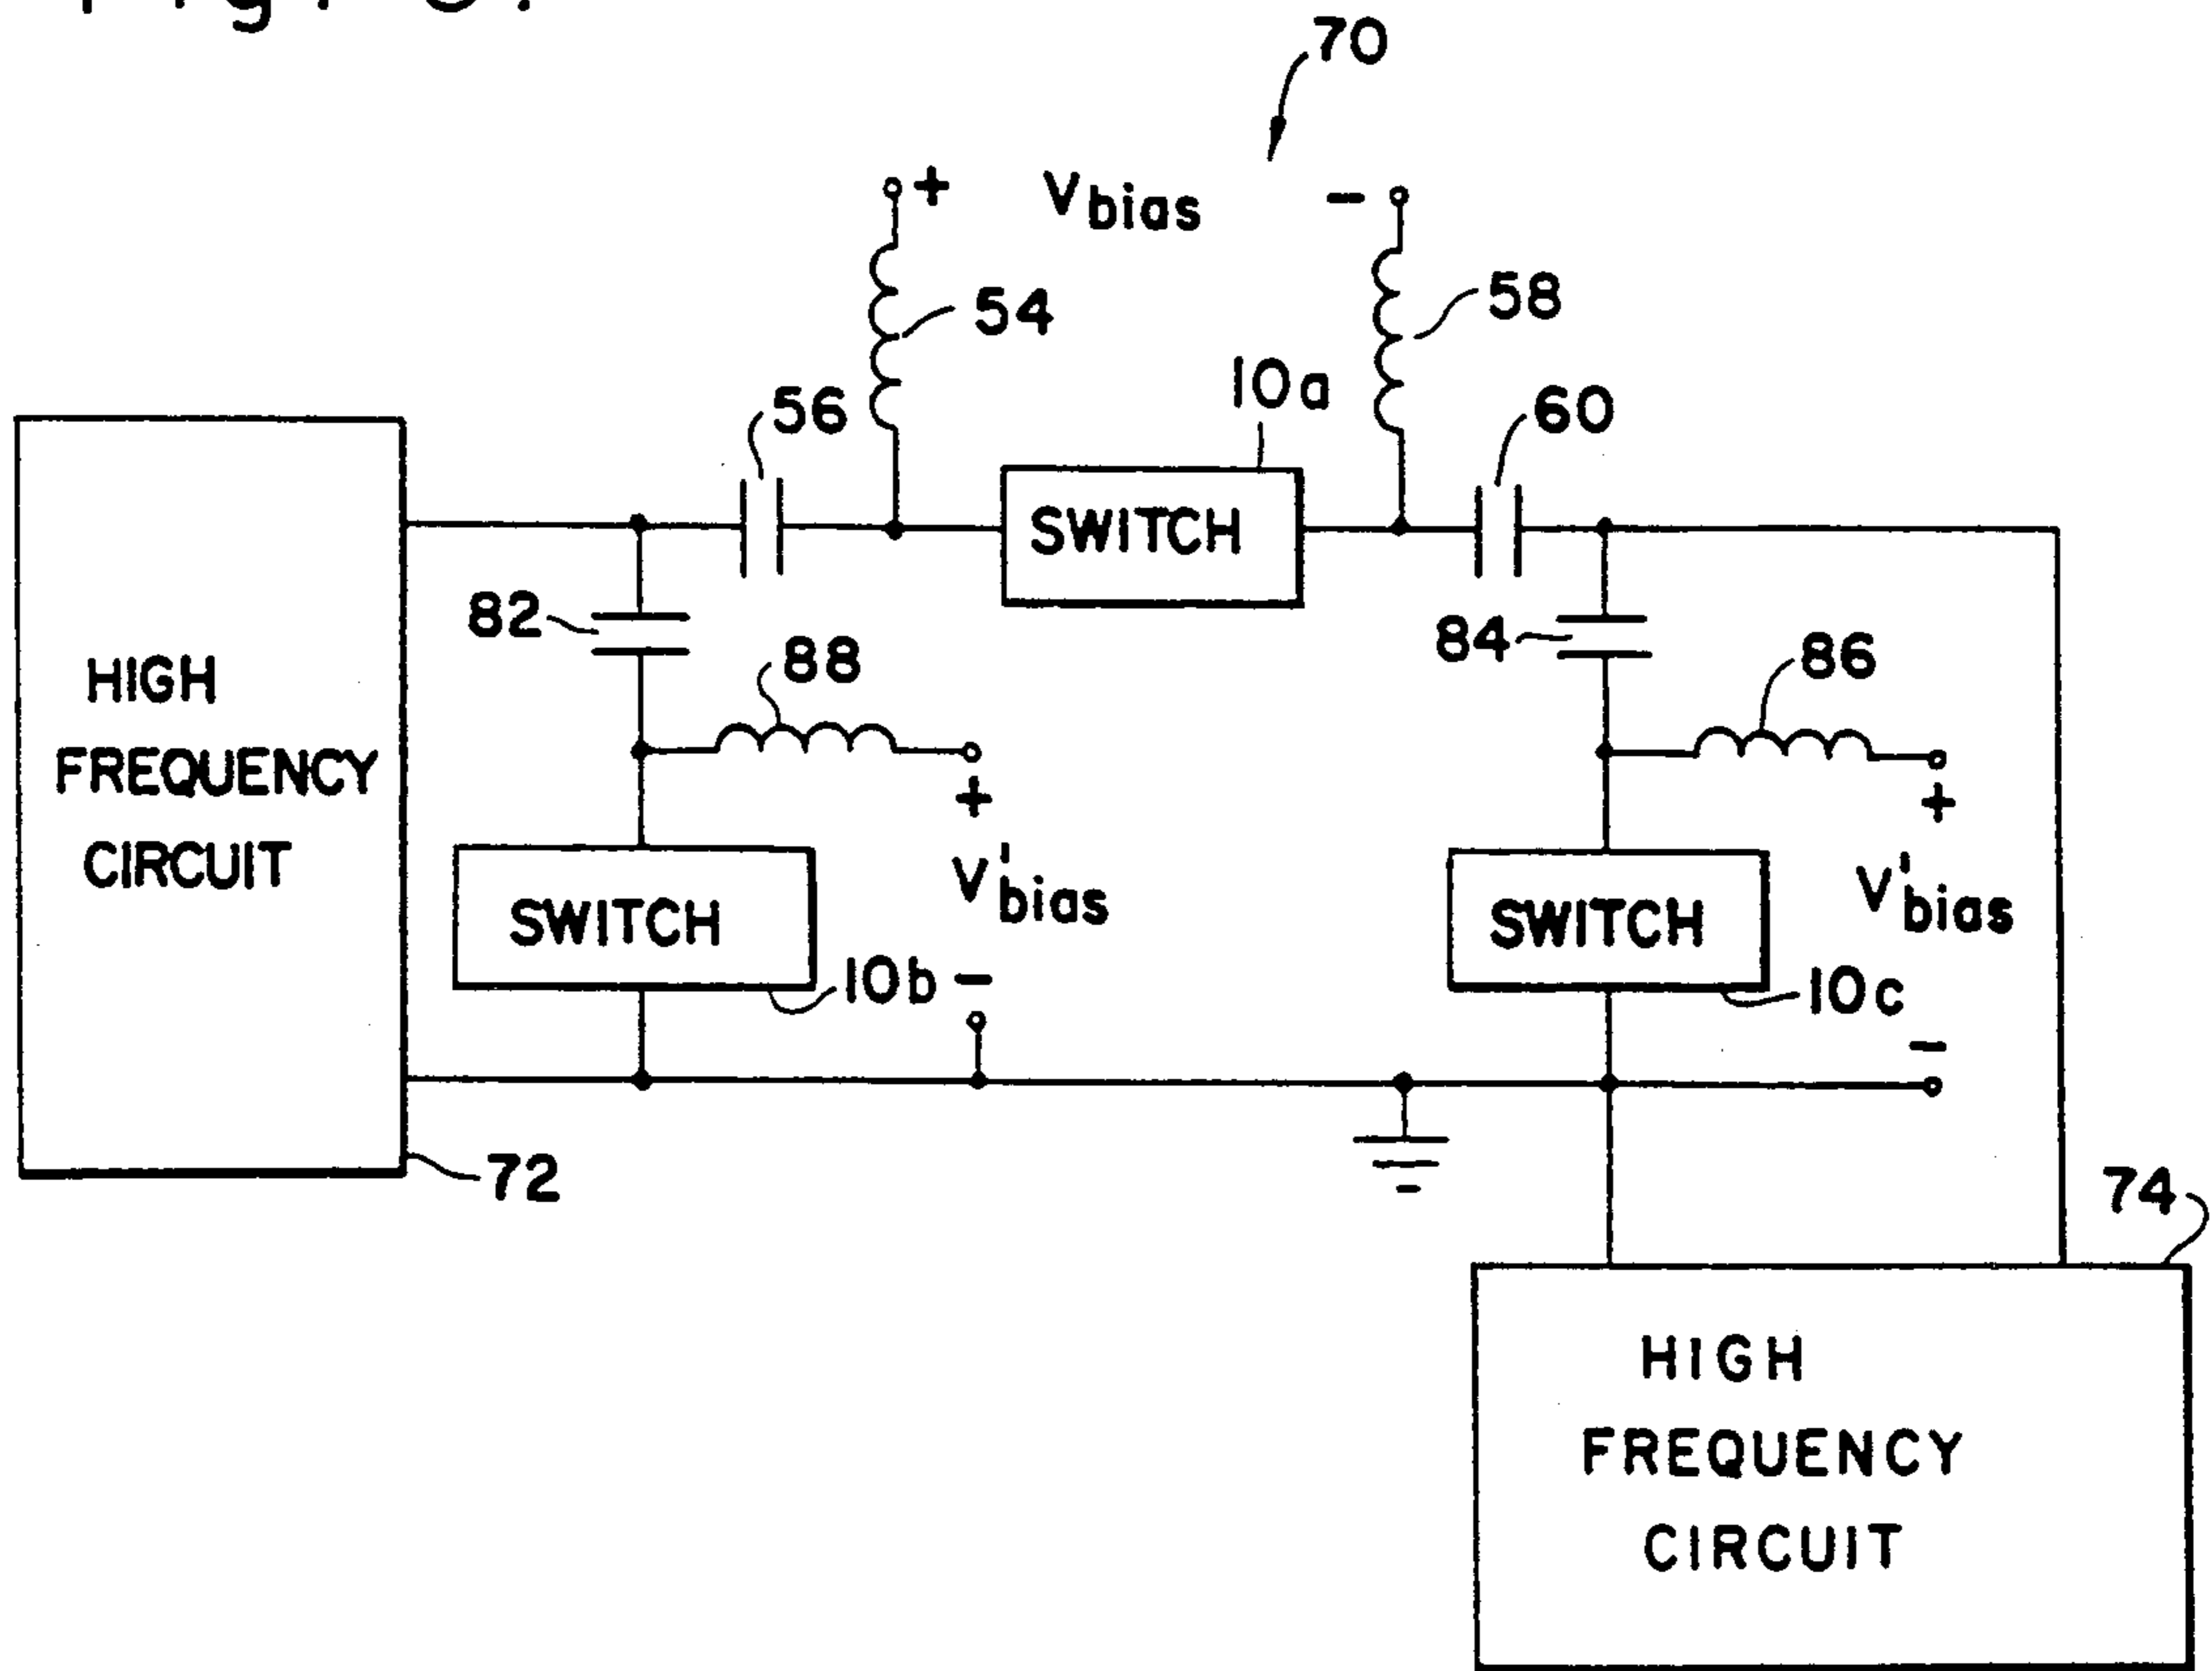 70
+ Vbias -
54
58
10a
56
60
SWITCH
82
88
84
86
HIGH
FREQUENCY
CIRCUIT
+
+
V'bias
V'bias
SWITCH
SWITCH
10b -
10c
-
72
74
HIGH
FREQUENCY
CIRCUIT